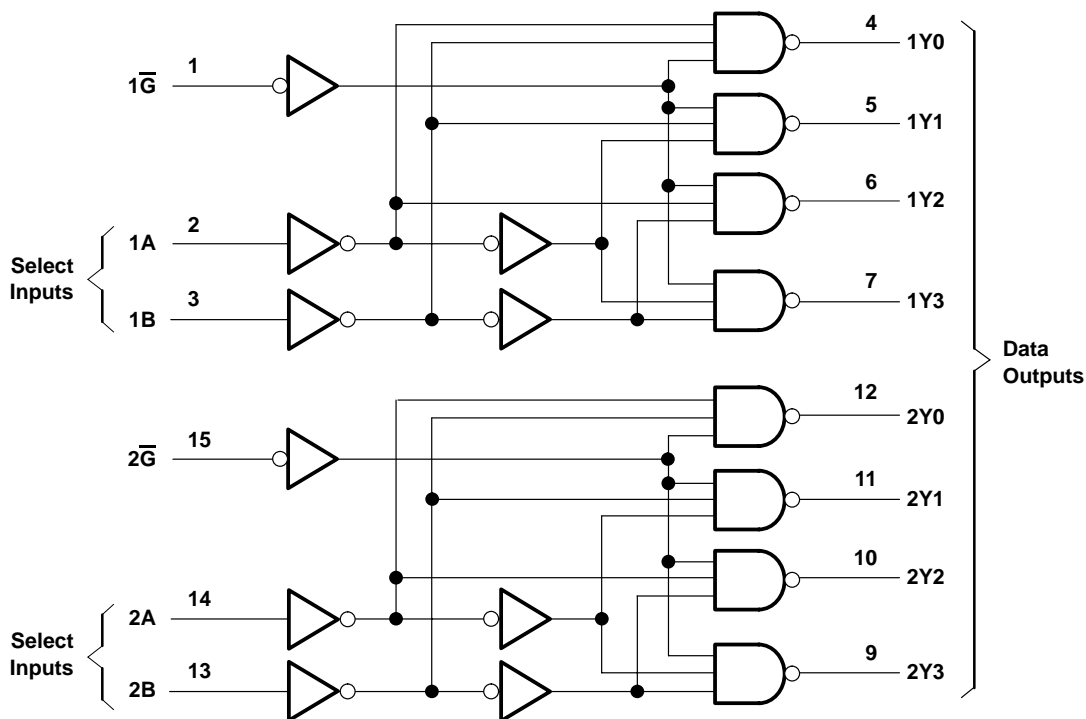 4
1Y0
1
1G̅
5
1Y1
6
1Y2
2
1A
Select
Inputs
3
1B
7
1Y3
Data
Outputs
12
2Y0
15
2G̅
11
2Y1
10
2Y2
14
2A
Select
Inputs
13
2B
9
2Y3